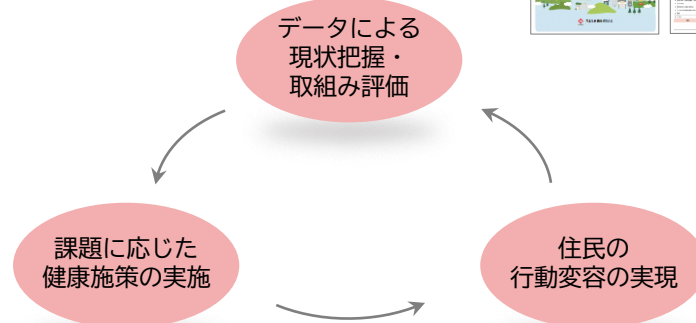 データによる
現状把握・
取組み評価
課題に応じた
健康施策の実施
住民の
行動変容の実現